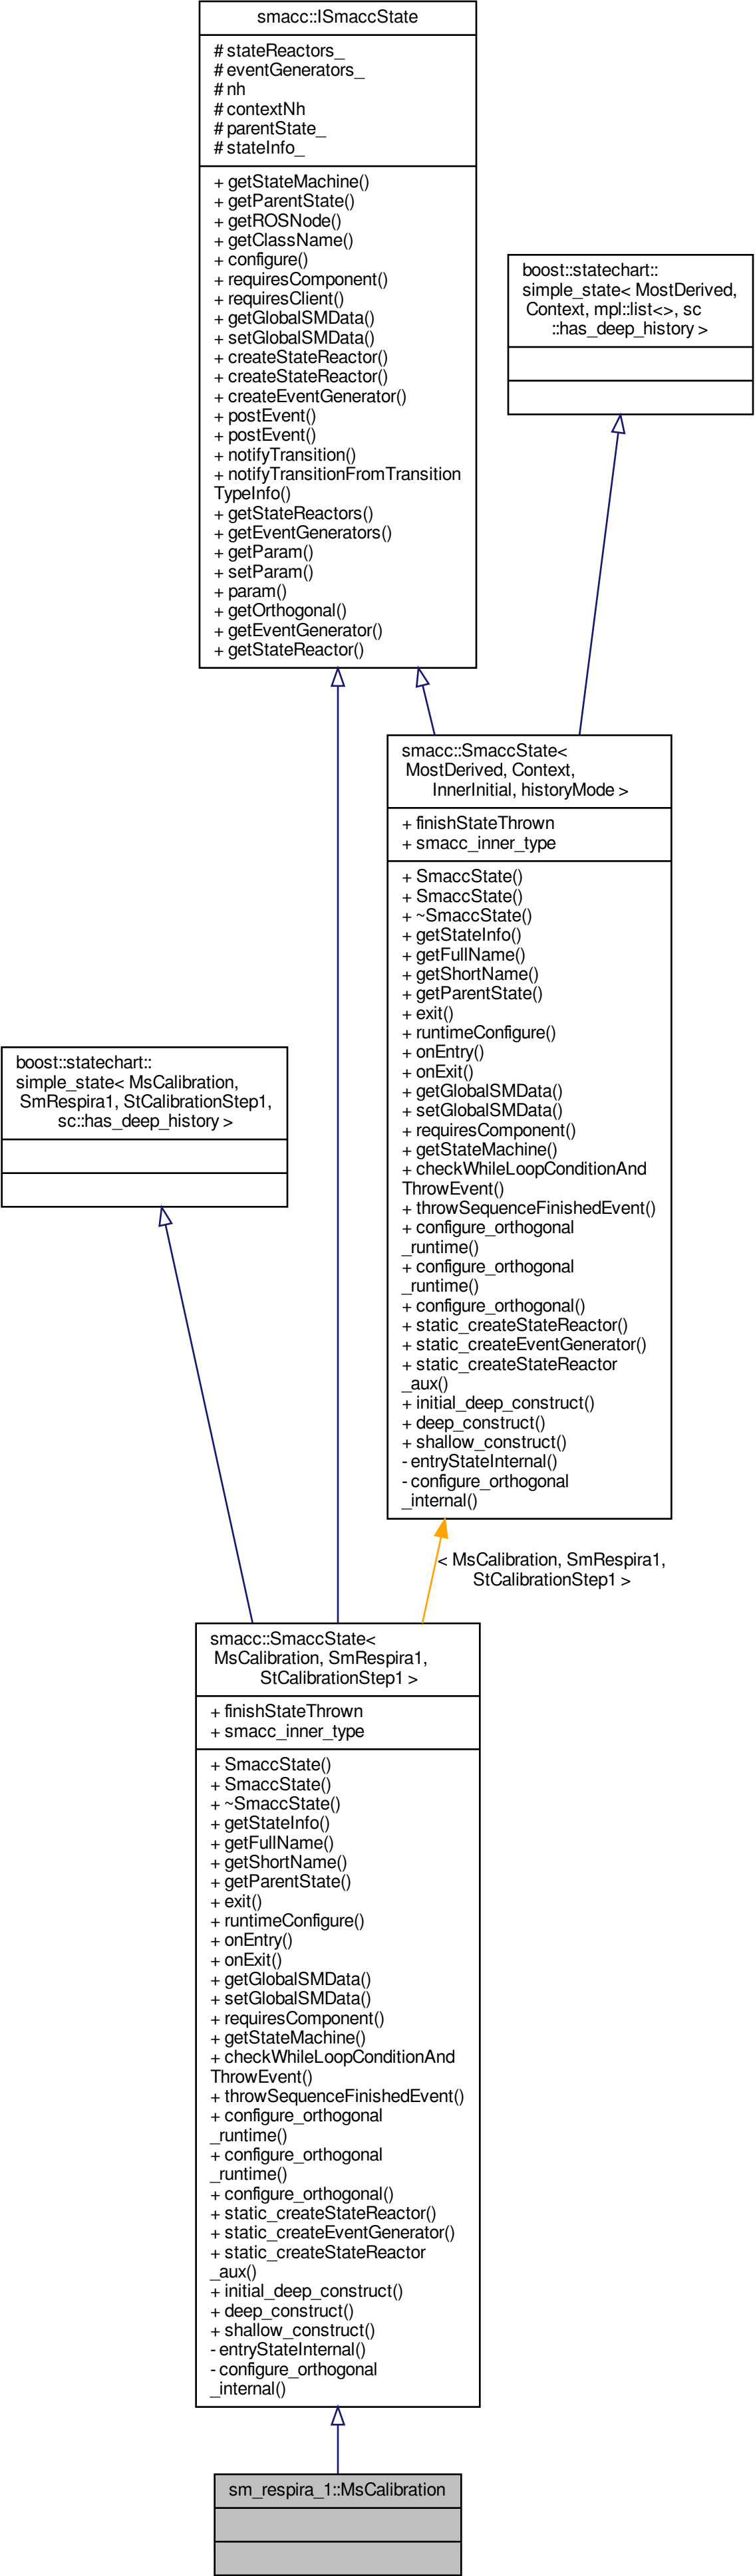 smacc::ISmaccState
# stateReactors_
# eventGenerators_
# nh
# contextNh
# parentState_
# stateInfo_
+ getStateMachine()
+ getParentState()
+ getROSNode()
+ getClassName()
+ configure()
+ requiresComponent()
+ requiresClient()
+ getGlobalSMData()
+ setGlobalSMData()
+ createStateReactor()
+ createStateReactor()
+ createEventGenerator()
+ postEvent()
+ postEvent()
+ notifyTransition()
+ notifyTransitionFromTransition
TypeInfo()
+ getStateReactors()
+ getEventGenerators()
+ getParam()
+ setParam()
+ param()
+ getOrthogonal()
+ getEventGenerator()
+ getStateReactor()
boost::statechart::
simple_state< MostDerived,
Context, mpl::list<>, sc
::has_deep_history >
smacc::SmaccState<
MostDerived, Context,
InnerInitial, historyMode >
+ finishStateThrown
+ smacc_inner_type
+ SmaccState()
+ SmaccState()
+ ~SmaccState()
+ getStateInfo()
+ getFullName()
+ getShortName()
+ getParentState()
+ exit()
+ runtimeConfigure()
+ onEntry()
+ onExit()
+ getGlobalSMData()
+ setGlobalSMData()
+ requiresComponent()
+ getStateMachine()
+ checkWhileLoopConditionAnd
ThrowEvent()
+ throwSequenceFinishedEvent()
+ configure_orthogonal
_runtime()
+ configure_orthogonal
_runtime()
+ configure_orthogonal()
+ static_createStateReactor()
+ static_createEventGenerator()
+ static_createStateReactor
_aux()
+ initial_deep_construct()
+ deep_construct()
+ shallow_construct()
- entryStateInternal()
- configure_orthogonal
_internal()
boost::statechart::
simple_state< MsCalibration,
SmRespira1, StCalibrationStep1,
sc::has_deep_history >
< MsCalibration, SmRespira1,
StCalibrationStep1 >
smacc::SmaccState<
MsCalibration, SmRespira1,
StCalibrationStep1 >
+ finishStateThrown
+ smacc_inner_type
+ SmaccState()
+ SmaccState()
+ ~SmaccState()
+ getStateInfo()
+ getFullName()
+ getShortName()
+ getParentState()
+ exit()
+ runtimeConfigure()
+ onEntry()
+ onExit()
+ getGlobalSMData()
+ setGlobalSMData()
+ requiresComponent()
+ getStateMachine()
+ checkWhileLoopConditionAnd
ThrowEvent()
+ throwSequenceFinishedEvent()
+ configure_orthogonal
_runtime()
+ configure_orthogonal
_runtime()
+ configure_orthogonal()
+ static_createStateReactor()
+ static_createEventGenerator()
+ static_createStateReactor
_aux()
+ initial_deep_construct()
+ deep_construct()
+ shallow_construct()
- entryStateInternal()
- configure_orthogonal
_internal()
sm_respira_1::MsCalibration